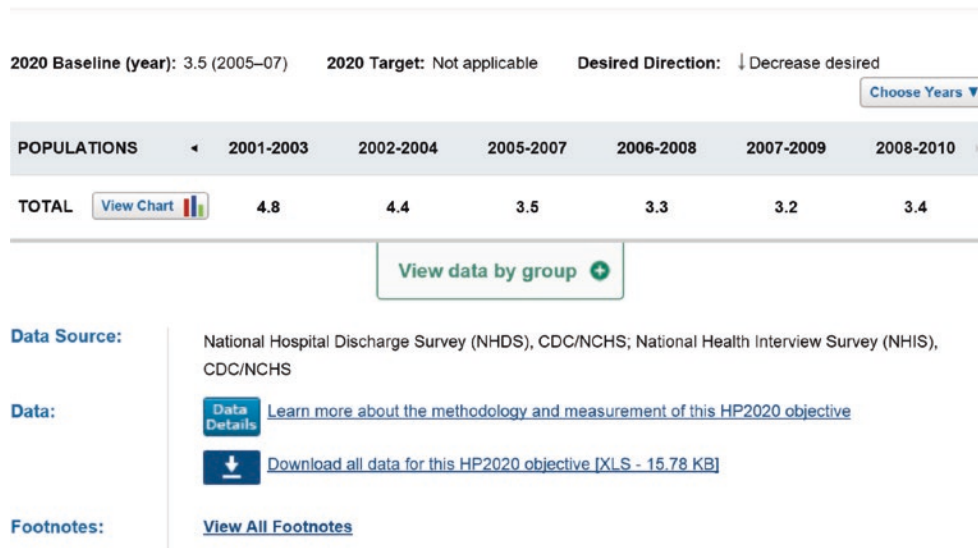 2020 Baseline (year): 3.5 (2005–07) 2020 Target: Not applicable Desired Direction: ↓ Decrease desired
Choose Years ▼
POPULATIONS ◄ 2001-2003 2002-2004 2005-2007 2006-2008 2007-2009 2008-2010
TOTAL View Chart 4.8 4.4 3.5 3.3 3.2 3.4
View data by group
Data Source: National Hospital Discharge Survey (NHDS), CDC/NCHS; National Health Interview Survey (NHIS),
CDC/NCHS
Data: Data Details Learn more about the methodology and measurement of this HP2020 objective
Download all data for this HP2020 objective [XLS - 15.78 KB]
Footnotes: View All Footnotes